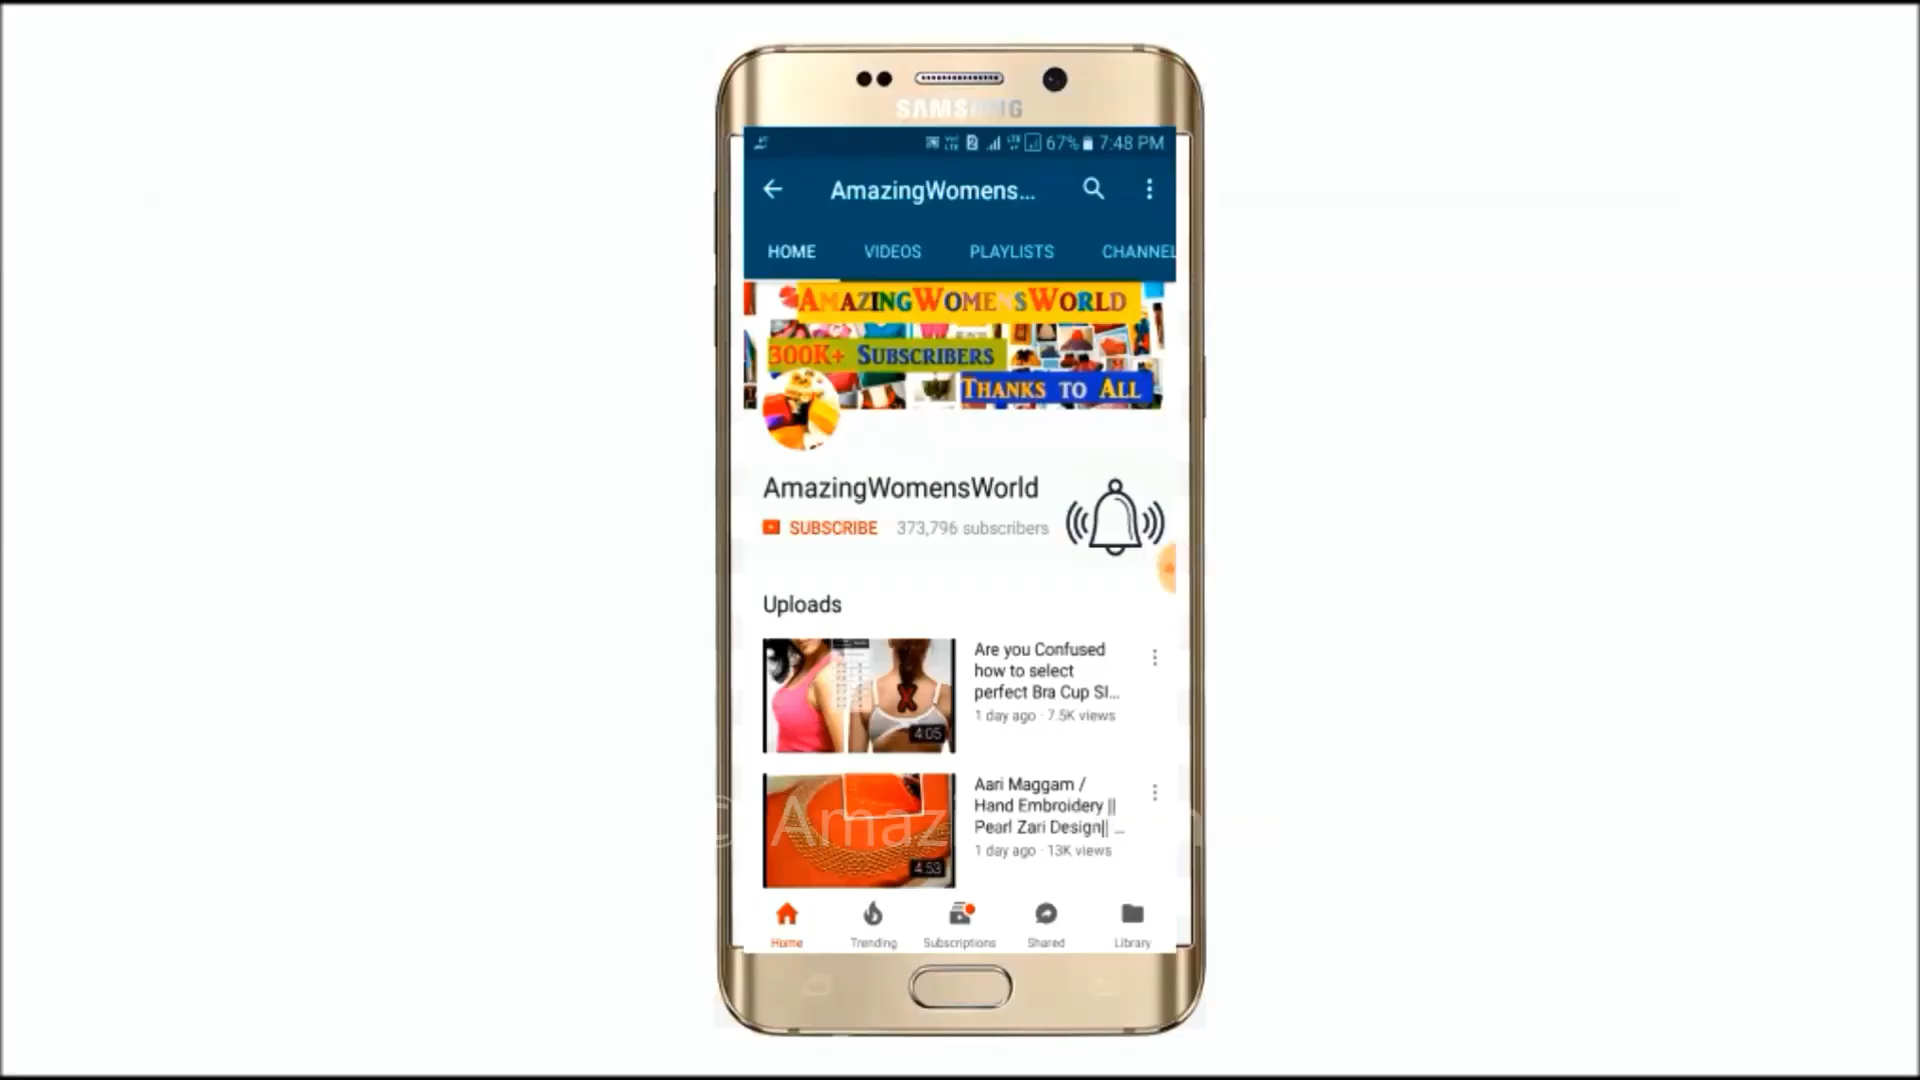 SAMSUNG
67% 7:48 PM
AmazingWomens...
HOME VIDEOS PLAYLISTS CHANNEL
AMAZINGWOMENSWORLD
300K+ SUBSCRIBERS
THANKS TO ALL
AmazingWomensWorld
SUBSCRIBE 373,796 subscribers
Uploads
Are you Confused
how to select
perfect Bra Cup SI...
1 day ago · 7.5K views
4:05
Aari Maggam /
Hand Embroidery ||
Pearl Zari Design|| ...
1 day ago · 13K views
4:53
© Amaz
Home Trending Subscriptions Shared Library